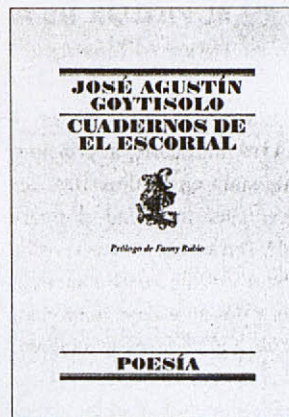 JOSÉ AGUSTÍN
GOYTISOLO
CUADERNOS DE
EL ESCORIAL
Prólogo de Fanny Rubio
POESÍA